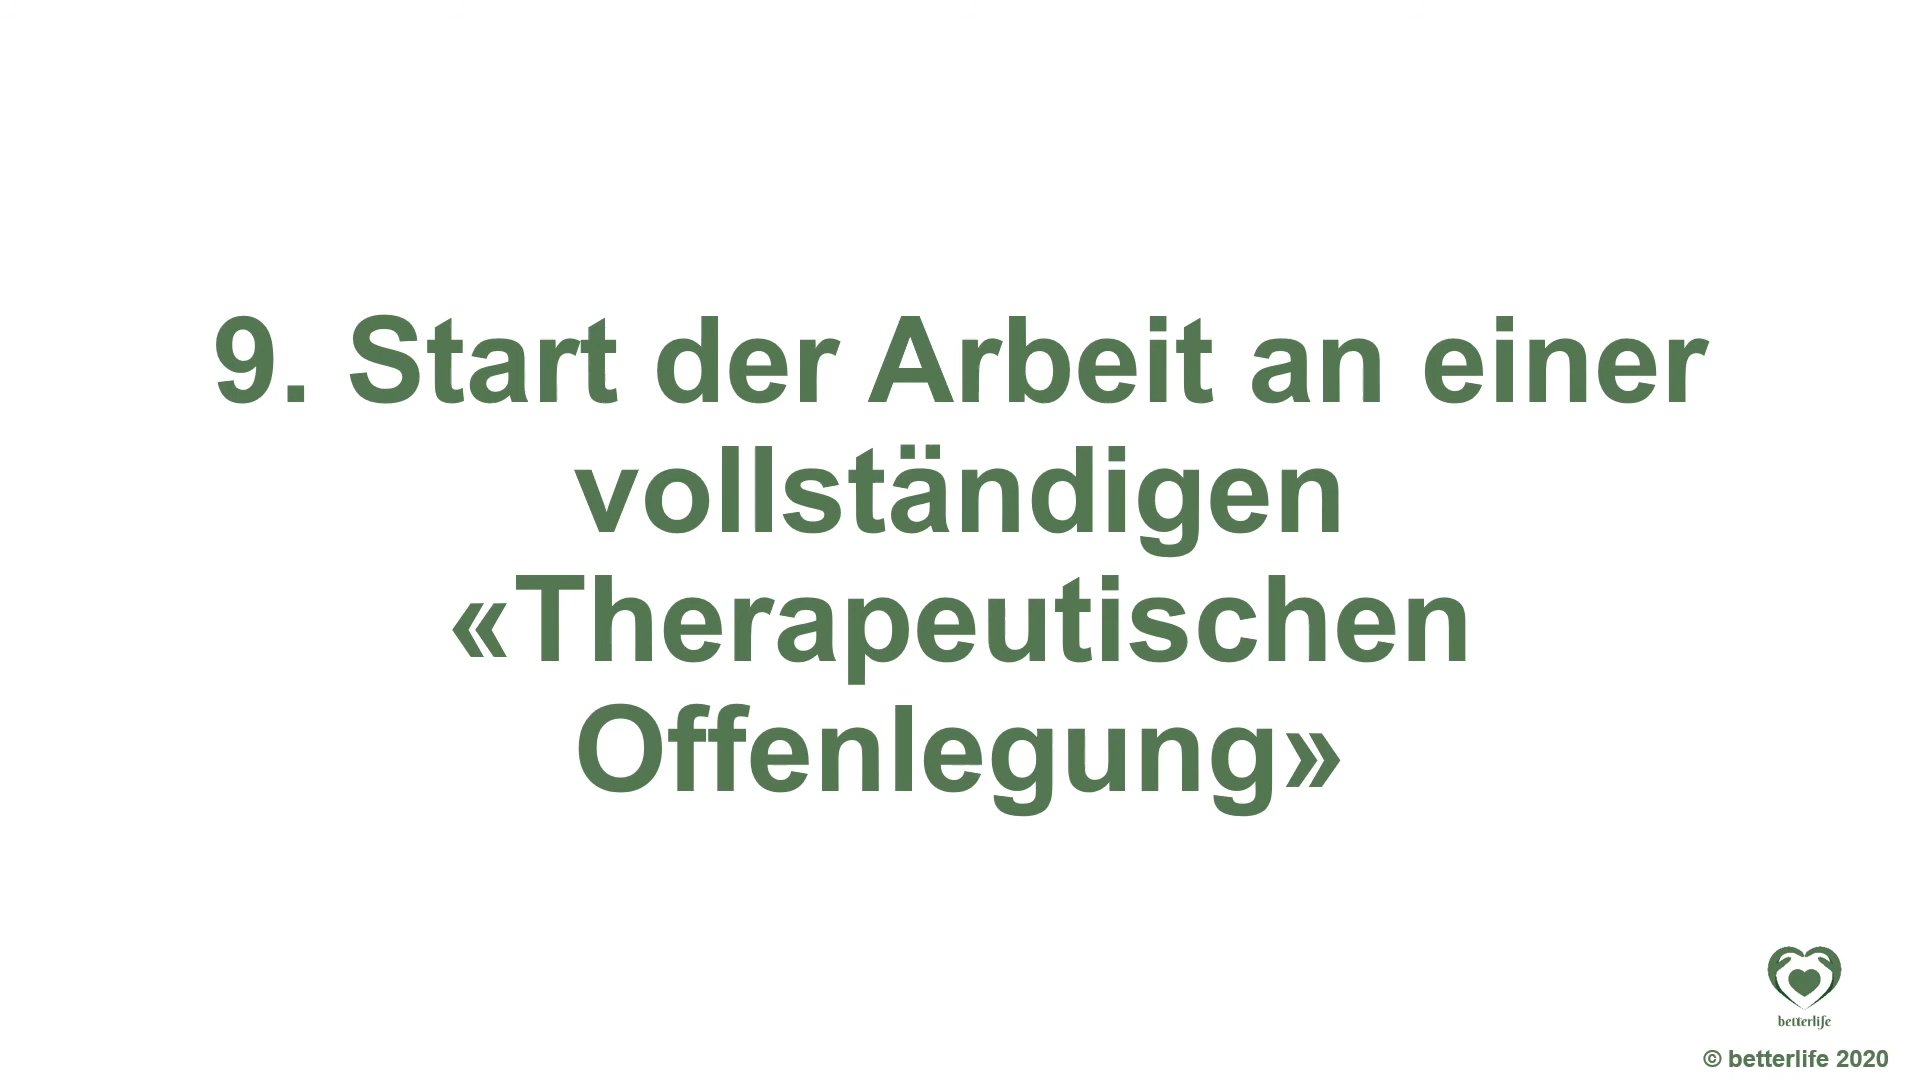 9. Start der Arbeit an einer
vollständigen
«Therapeutischen
Offenlegung»
betterlife
© betterlife 2020